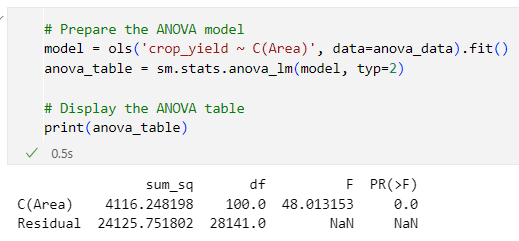 # Prepare the ANOVA model
model = ols('crop_yield ~ C(Area)', data=anova_data).fit()
anova_table = sm.stats.anova_lm(model, typ=2)
# Display the ANOVA table
print(anova_table)
0.5s
sum_sq df F PR(>F)
C(Area) 4116.248198 100.0 48.013153 0.0
Residual 24125.751802 28141.0 NaN NaN